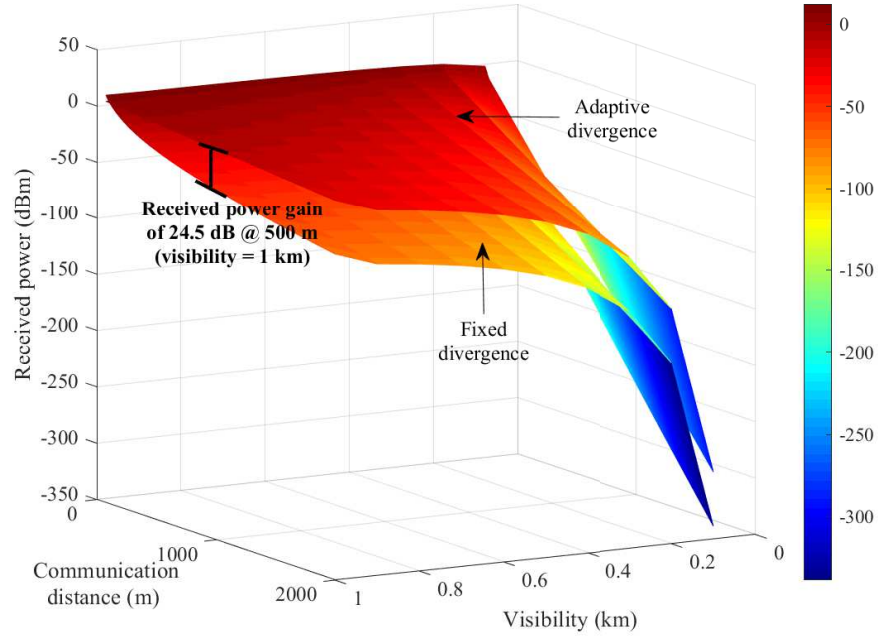 50
0
-50
-100
-150
-200
-250
-300
-350
Received power (dBm)
0
1000
2000
Communication
distance (m)
1
0.8
0.6
0.4
0.2
0
Visibility (km)
Adaptive
divergence
Received power gain
of 24.5 dB @ 500 m
(visibility = 1 km)
Fixed
divergence
0
-50
-100
-150
-200
-250
-300